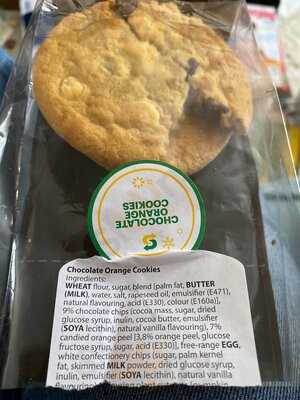 CHOCOLATE
ORANGE
COOKIES
S
Chocolate Orange Cookies
Ingredients:
WHEAT flour, sugar, blend [palm fat, BUTTER
(MILK), water, salt, rapeseed oil, emulsifier (E471),
natural flavouring, acid (E330), colour (E160a)],
9% chocolate chips (cocoa mass, sugar, dried
glucose syrup, inulin, cocoa butter, emulsifier
(SOYA lecithin), natural vanilla flavouring), 7%
candied orange peel [3,8% orange peel, glucose
fructose syrup, sugar, acid (E330)], free-range EGG,
white confectionery chips (sugar, palm kernel
fat, skimmed MILK powder, dried glucose syrup,
inulin, emulsifier (SOYA lecithin), natural vanilla